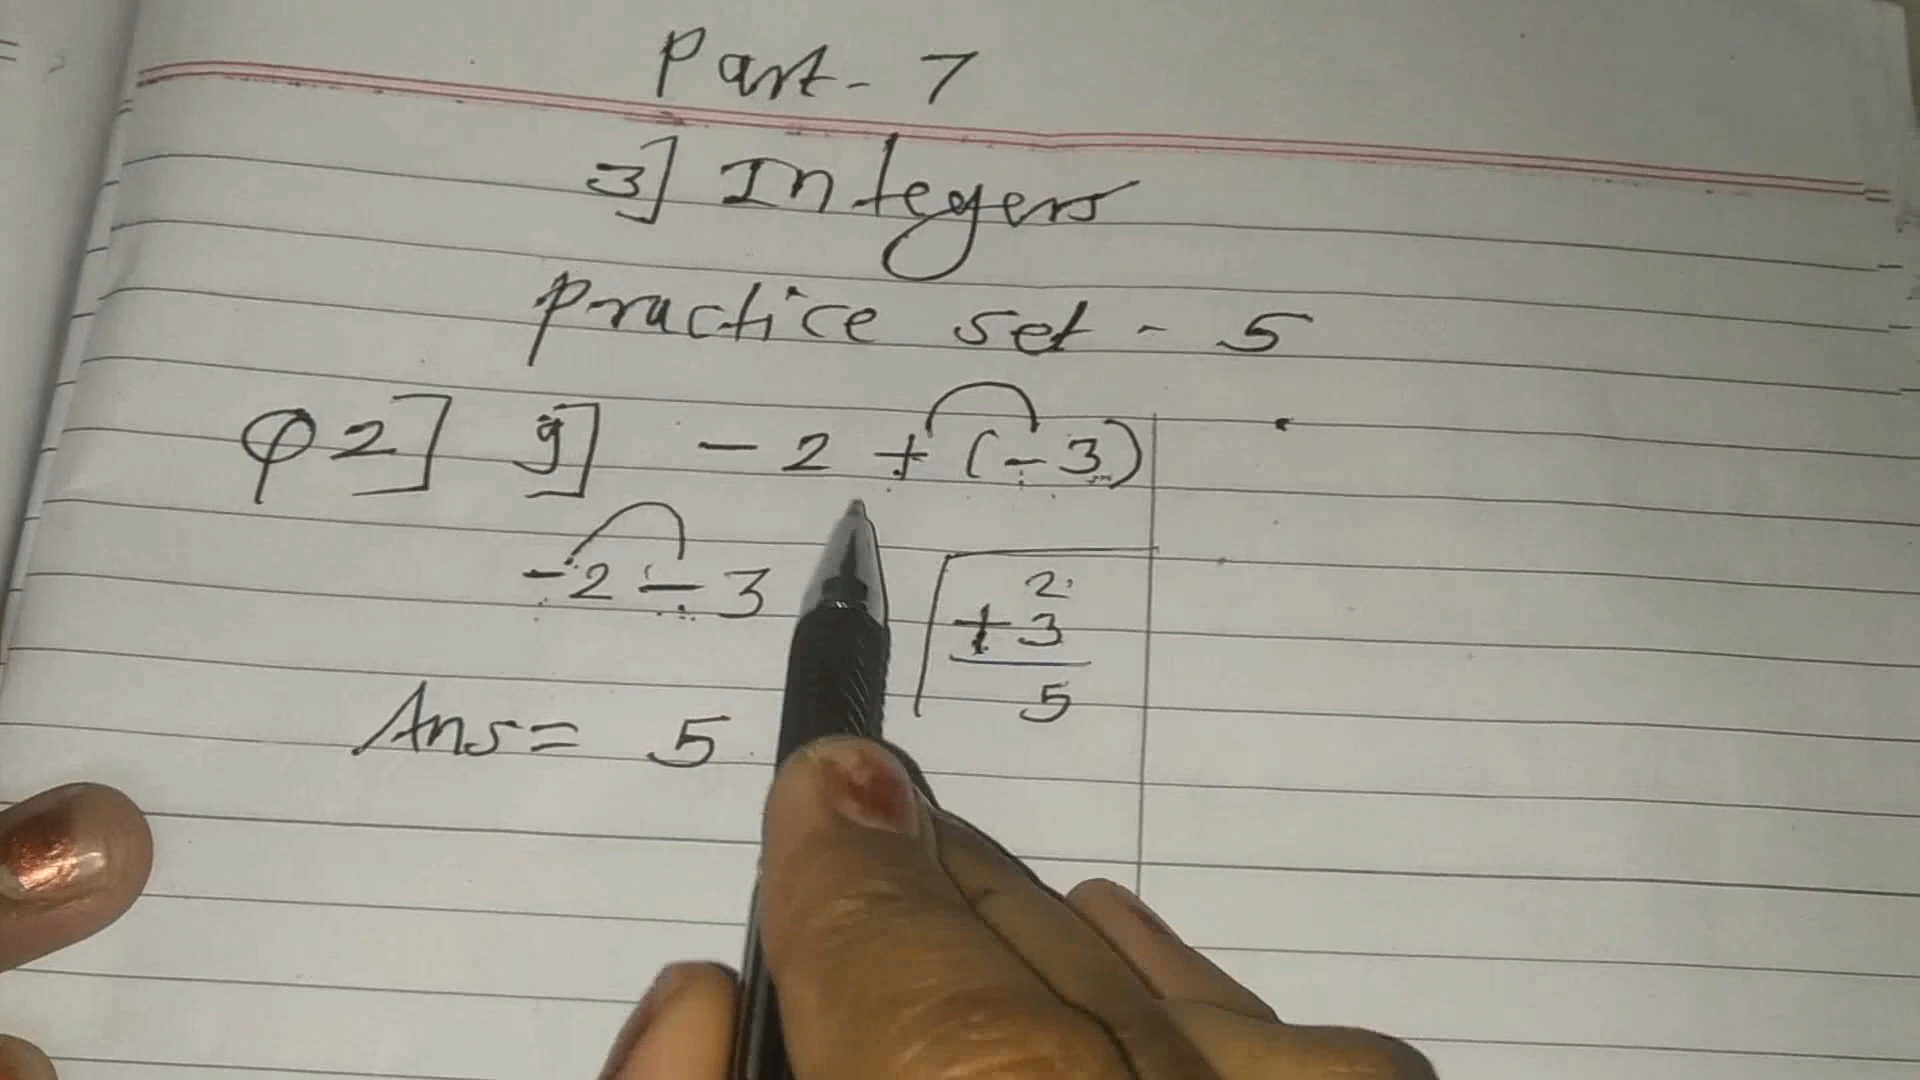 Part - 7
3] Integers
Practice set - 5
Q2] g] - 2 + (- 3)
- 2 - 3
2
+ 3
5
Ans = 5